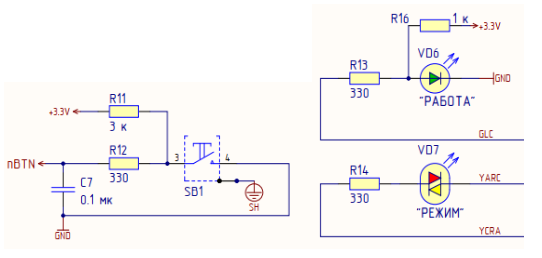 R16
1 к
+3.3V
VD6
R13
330
GND
"РАБОТА"
GLC
R11
+3.3V
3 к
VD7
nBTN
R12
3
4
330
R14
330
YARC
C7
0.1 мк
SB1
SH
"РЕЖИМ"
GND
YCRA